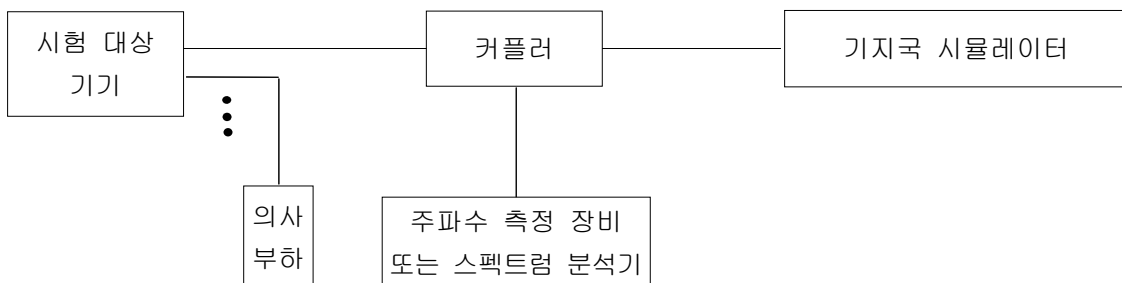 시험 대상
기기
커플러
기지국 시뮬레이터
의사
부하
주파수 측정 장비
또는 스펙트럼 분석기